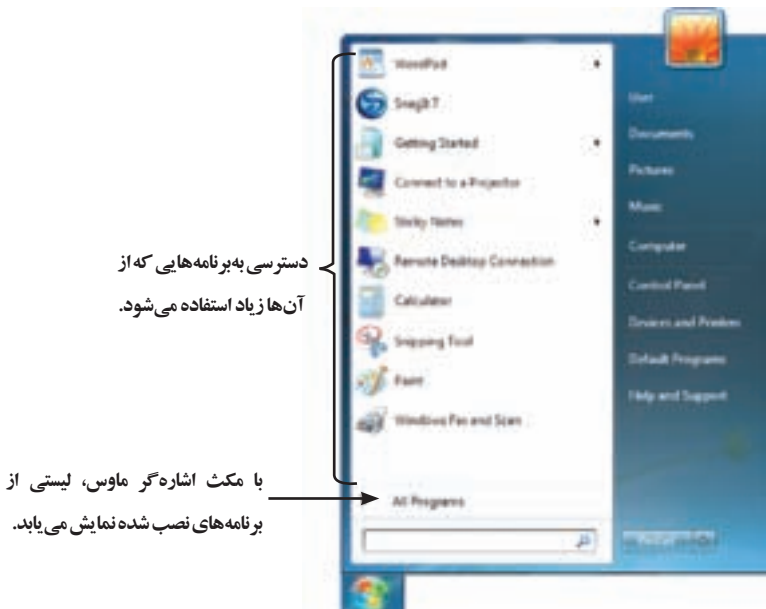 WordPad
SnagIt 7
Getting Started
Connect to a Projector
Sticky Notes
Remote Desktop Connection
Calculator
Snipping Tool
Paint
Windows Fax and Scan
All Programs
User
Documents
Pictures
Music
Computer
Control Panel
Devices and Printers
Default Programs
Help and Support
دسترسی به‌برنامه‌هایی که از
آن‌ها زیاد استفاده می‌شود.
با مکث اشاره‌گر ماوس، لیستی از
برنامه‌های نصب شده نمایش می‌یابد.